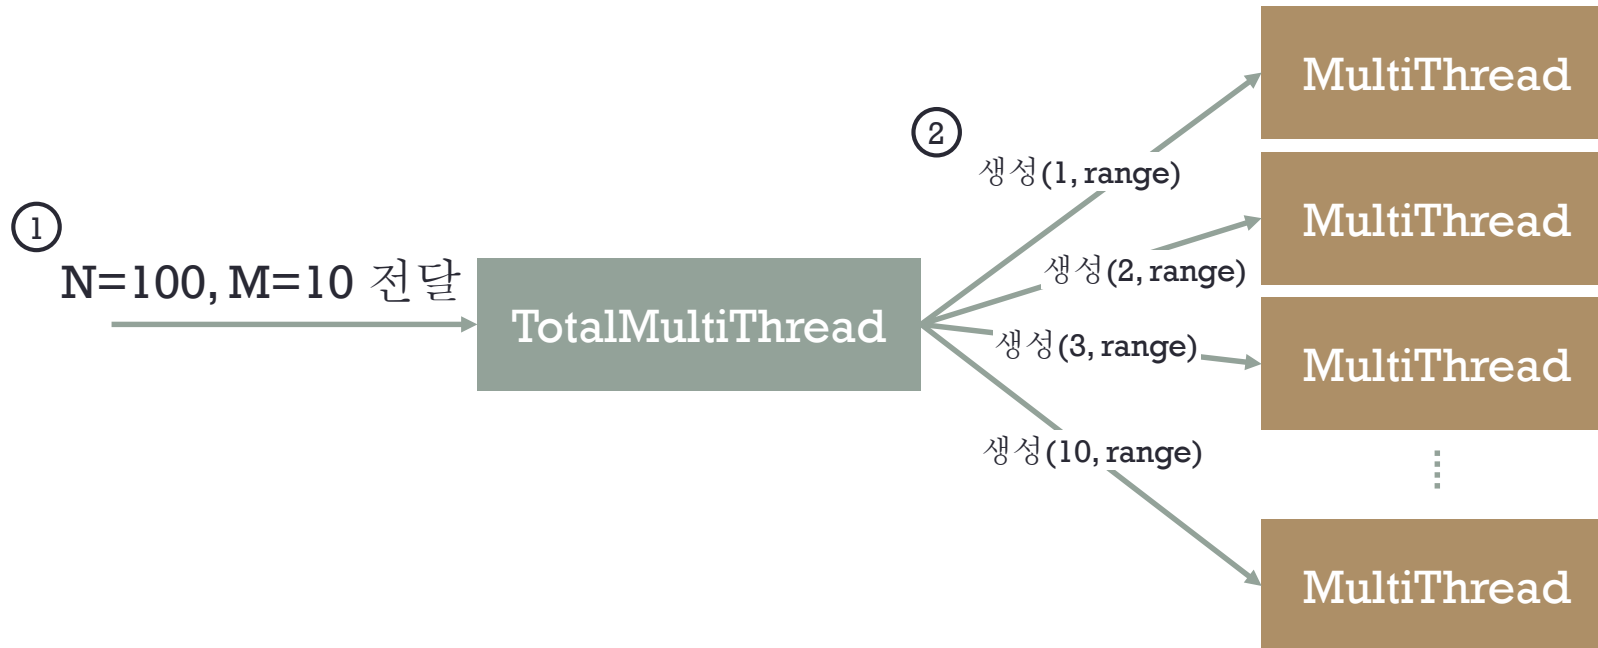 ①
N=100, M=10 전달
TotalMultiThread
②
생성(1, range)
생성(2, range)
생성(3, range)
생성(10, range)
MultiThread
MultiThread
MultiThread
MultiThread